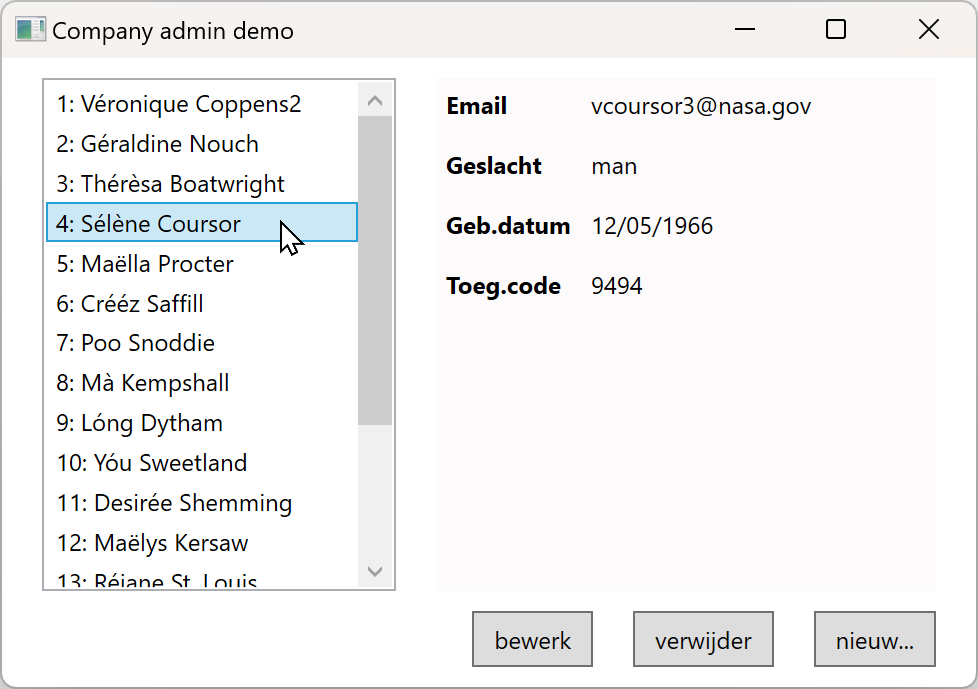 Company admin demo
1: Véronique Coppens2
2: Géraldine Nouch
3: Thérèsa Boatwright
4: Sélène Coursor
5: Maëlla Procter
6: Crééz Saffill
7: Poo Snoddie
8: Mà Kempshall
9: Lóng Dytham
10: Yóu Sweetland
11: Desirée Shemming
12: Maëlys Kersaw
13: Réjane St. Louis
Email vcoursor3@nasa.gov
Geslacht man
Geb.datum 12/05/1966
Toeg.code 9494
bewerk verwijder nieuw...